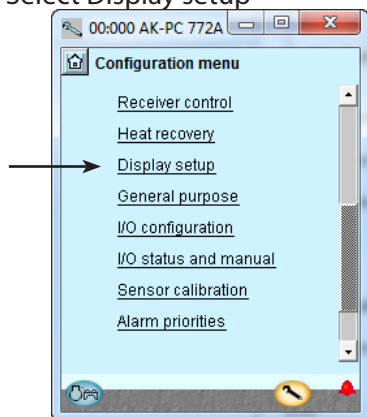 Select Display setup
00:000 AK-PC 772A
Configuration menu
Receiver control
Heat recovery
Display setup
General purpose
I/O configuration
I/O status and manual
Sensor calibration
Alarm priorities